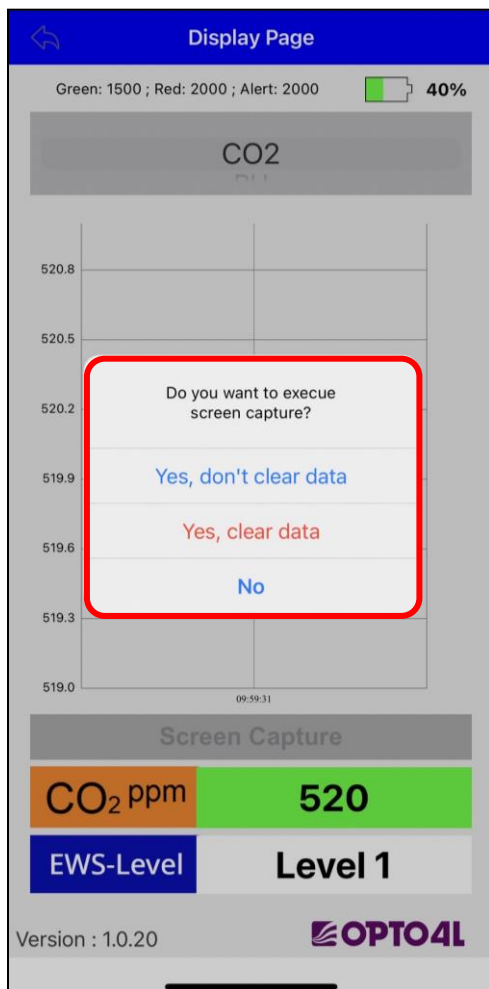 Display Page
Green: 1500 ; Red: 2000 ; Alert: 2000
40%
CO2
520.8
520.5
520.2
519.9
519.6
519.3
519.0
Do you want to execue
screen capture?
Yes, don't clear data
Yes, clear data
No
09:59:31
Screen Capture
CO₂ ppm
520
EWS-Level
Level 1
Version : 1.0.20
OPTO4L